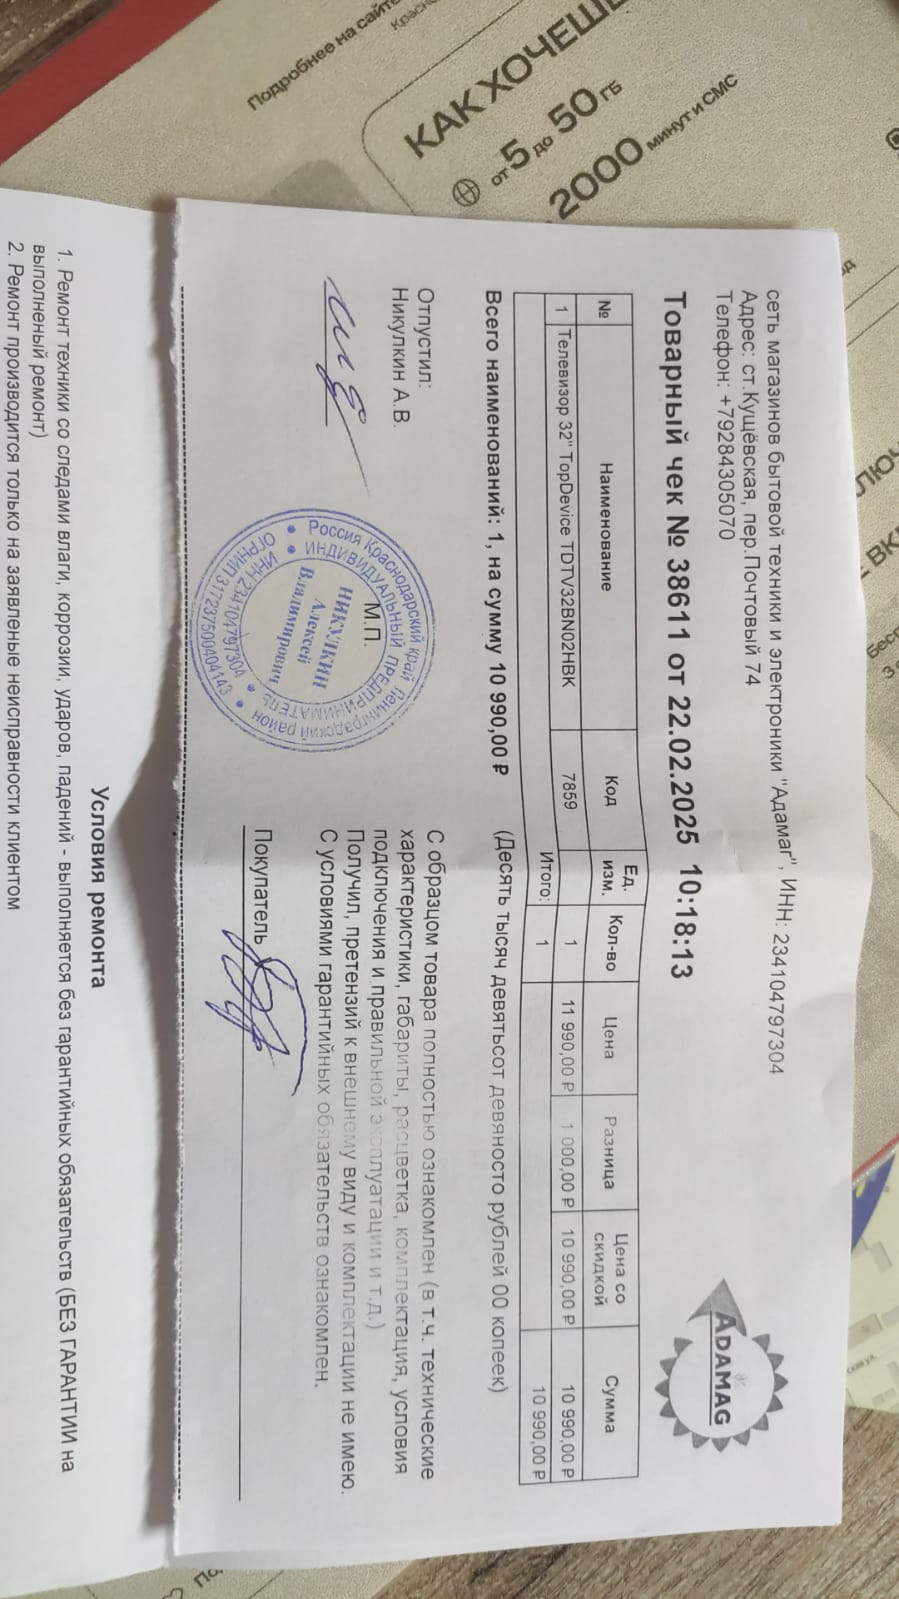 Подробнее на сайте
КАК ХОЧЕШЬ
от 5 до 50 ГБ
2000 минут и СМС
сеть магазинов бытовой техники и электроники "Адамаг", ИНН: 234104797304
Адрес: ст.Кущёвская, пер.Почтовый 74
Телефон: +79284305070
ADAMAG
Товарный чек № 38611 от 22.02.2025 10:18:13
№ Наименование Код Ед. изм. Кол-во Цена Разница Цена со скидкой Сумма
1 Телевизор 32" TopDevice TDTV32BN02HBK 7859 1 11 990,00 ₽ 1 000,00 ₽ 10 990,00 ₽ 10 990,00 ₽
Итого: 1 10 990,00 ₽
Всего наименований: 1, на сумму 10 990,00 ₽ (Десять тысяч девятьсот девяносто рублей 00 копеек)
Отпустил:
Никулкин А.В.
М.П.
Россия Краснодарский край Ленинградский район
ИНДИВИДУАЛЬНЫЙ ПРЕДПРИНИМАТЕЛЬ
НИКУЛКИН
Алексей
Владимирович
ИНН 234104797304
ОГРНИП 317237500404143
С образцом товара полностью ознакомлен (в т.ч. технические
характеристики, габариты, расцветка, комплектация, условия
подключения и правильной эксплуатации и т.д.)
Получил, претензий к внешнему виду и комплектации не имею.
С условиями гарантийных обязательств ознакомлен.
Покупатель
Условия ремонта
1. Ремонт техники со следами влаги, коррозии, ударов, падений - выполняется без гарантийных обязательств (БЕЗ ГАРАНТИИ на
выполненый ремонт)
2. Ремонт производится только на заявленые неисправности клиентом